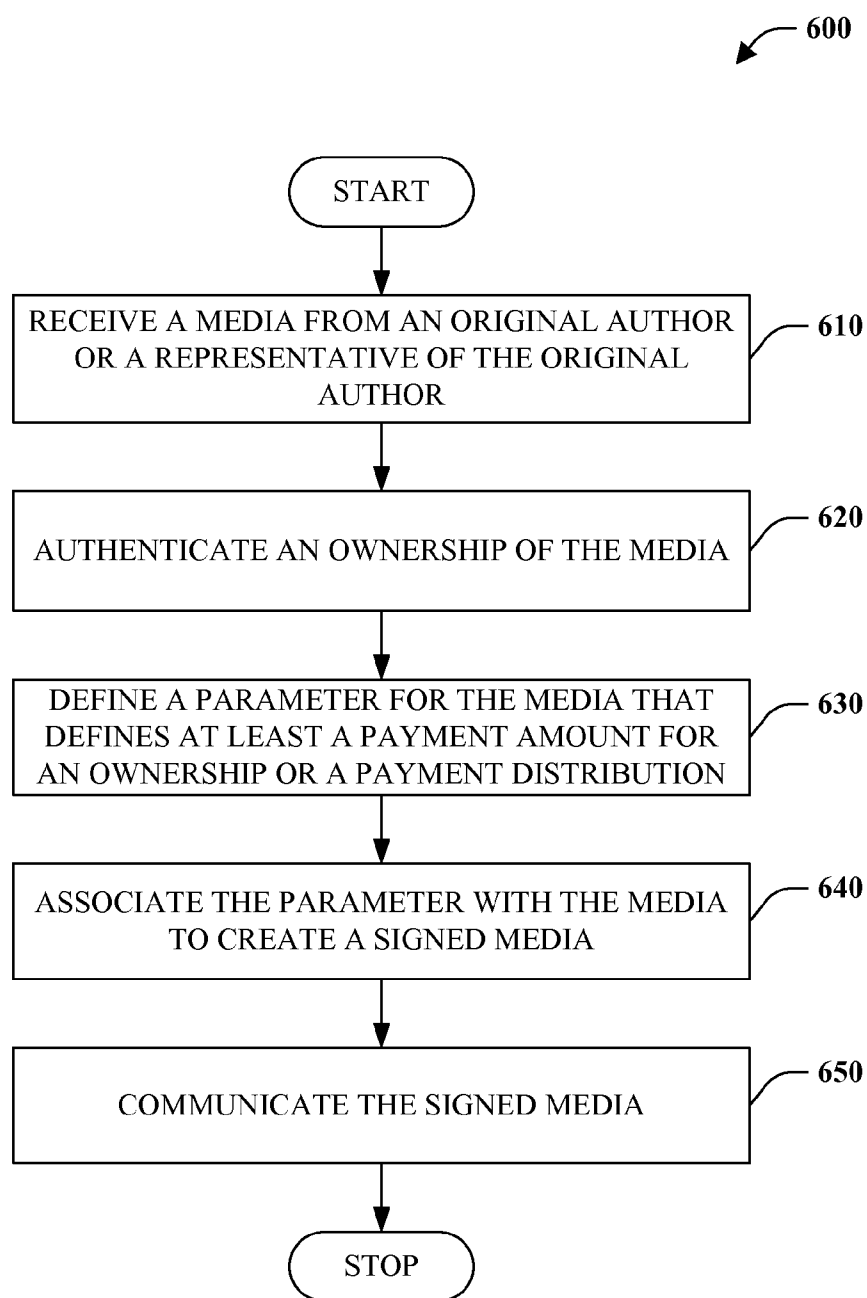 600
START
RECEIVE A MEDIA FROM AN ORIGINAL AUTHOR
OR A REPRESENTATIVE OF THE ORIGINAL
AUTHOR
610
AUTHENTICATE AN OWNERSHIP OF THE MEDIA
620
DEFINE A PARAMETER FOR THE MEDIA THAT
DEFINES AT LEAST A PAYMENT AMOUNT FOR
AN OWNERSHIP OR A PAYMENT DISTRIBUTION
630
ASSOCIATE THE PARAMETER WITH THE MEDIA
TO CREATE A SIGNED MEDIA
640
COMMUNICATE THE SIGNED MEDIA
650
STOP